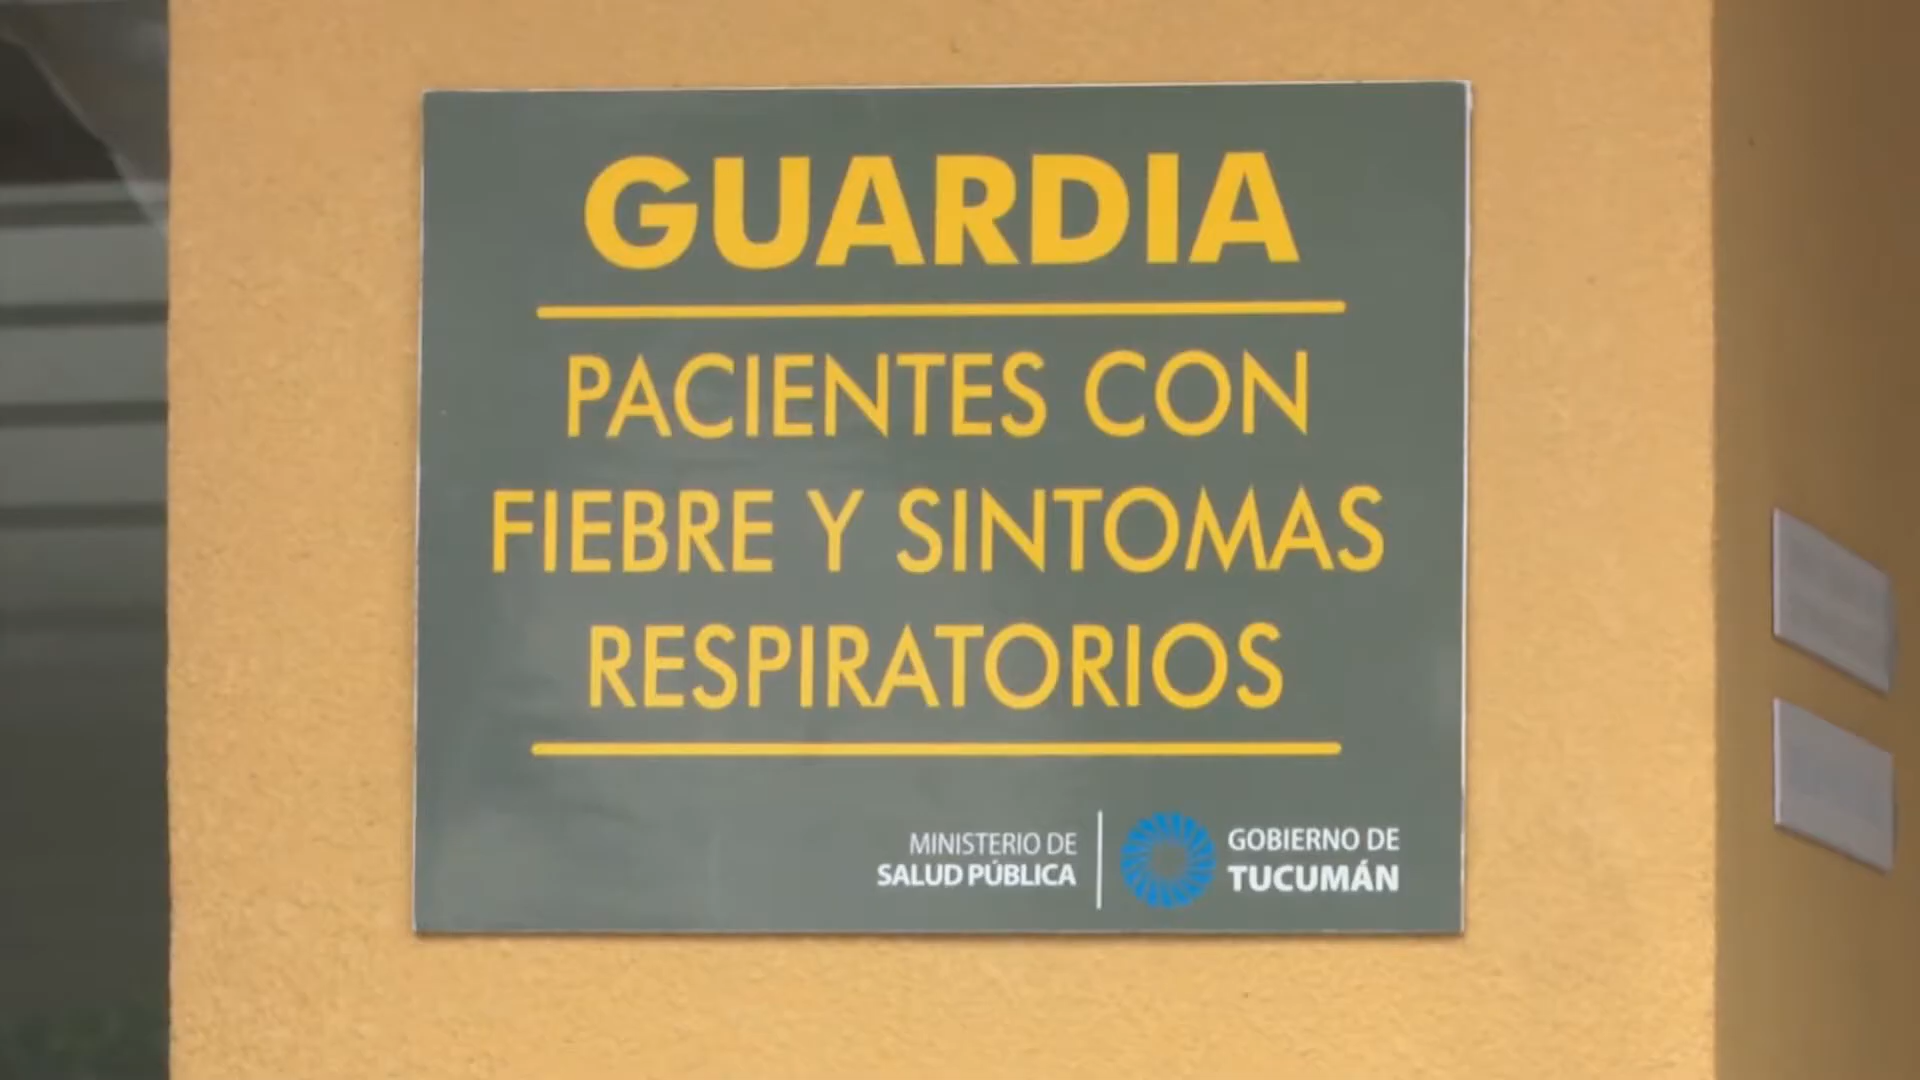 GUARDIA
PACIENTES CON
FIEBRE Y SINTOMAS
RESPIRATORIOS
MINISTERIO DE
SALUD PÚBLICA
GOBIERNO DE
TUCUMÁN